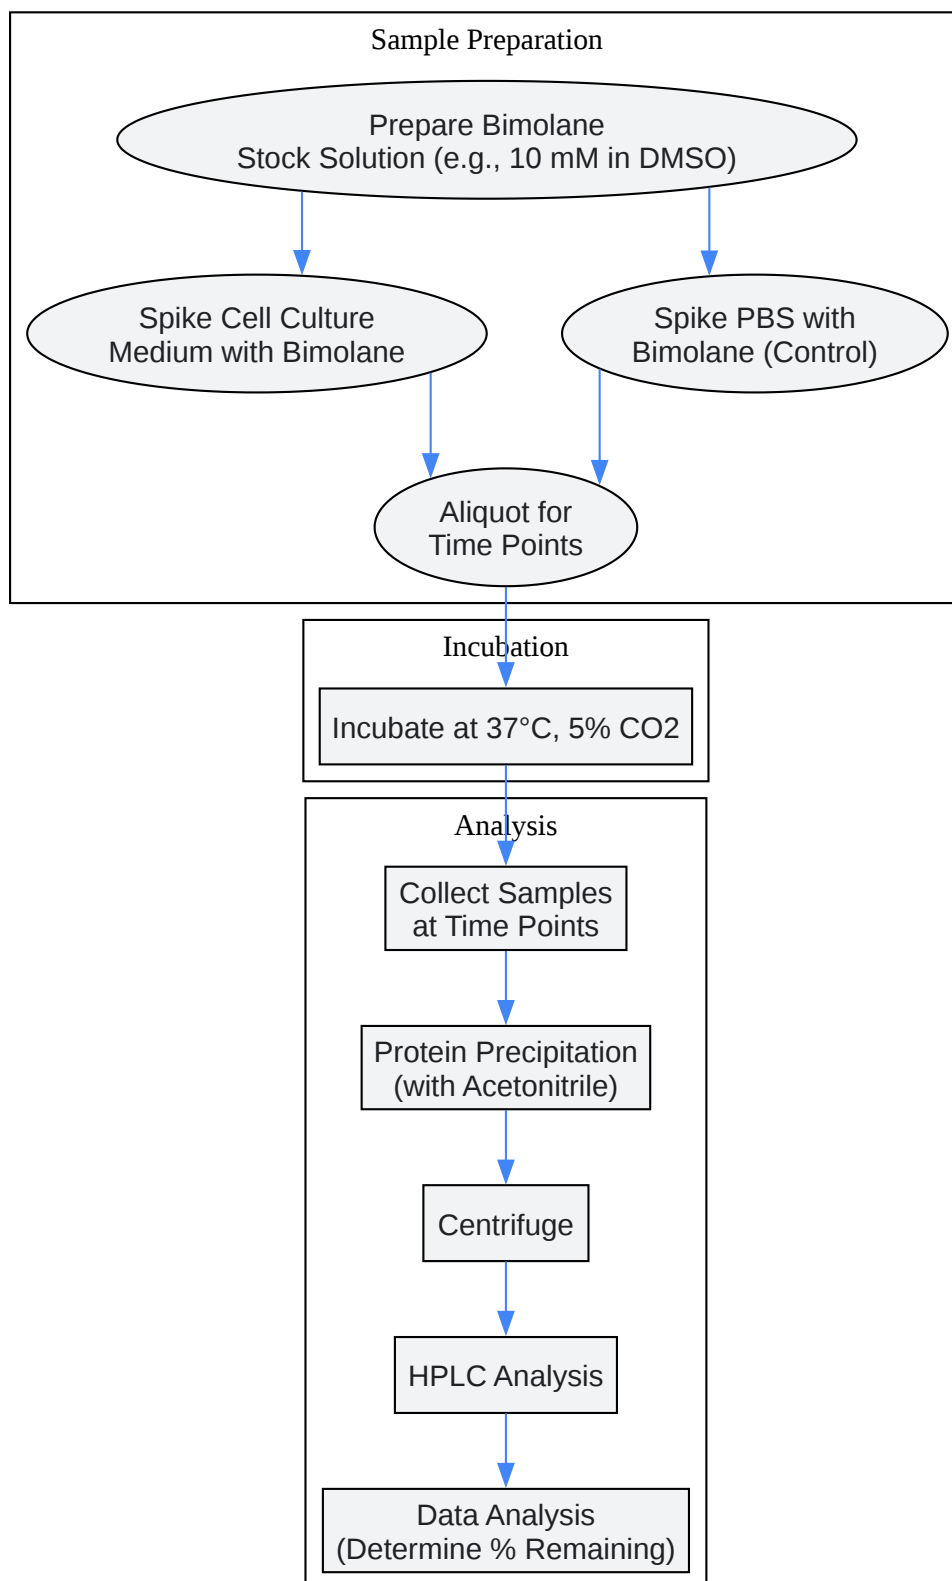 Sample Preparation
Prepare Bimolane
Stock Solution (e.g., 10 mM in DMSO)
Spike Cell Culture
Medium with Bimolane
Spike PBS with
Bimolane (Control)
Aliquot for
Time Points
Incubation
Incubate at 37°C, 5% CO2
Analysis
Collect Samples
at Time Points
Protein Precipitation
(with Acetonitrile)
Centrifuge
HPLC Analysis
Data Analysis
(Determine % Remaining)